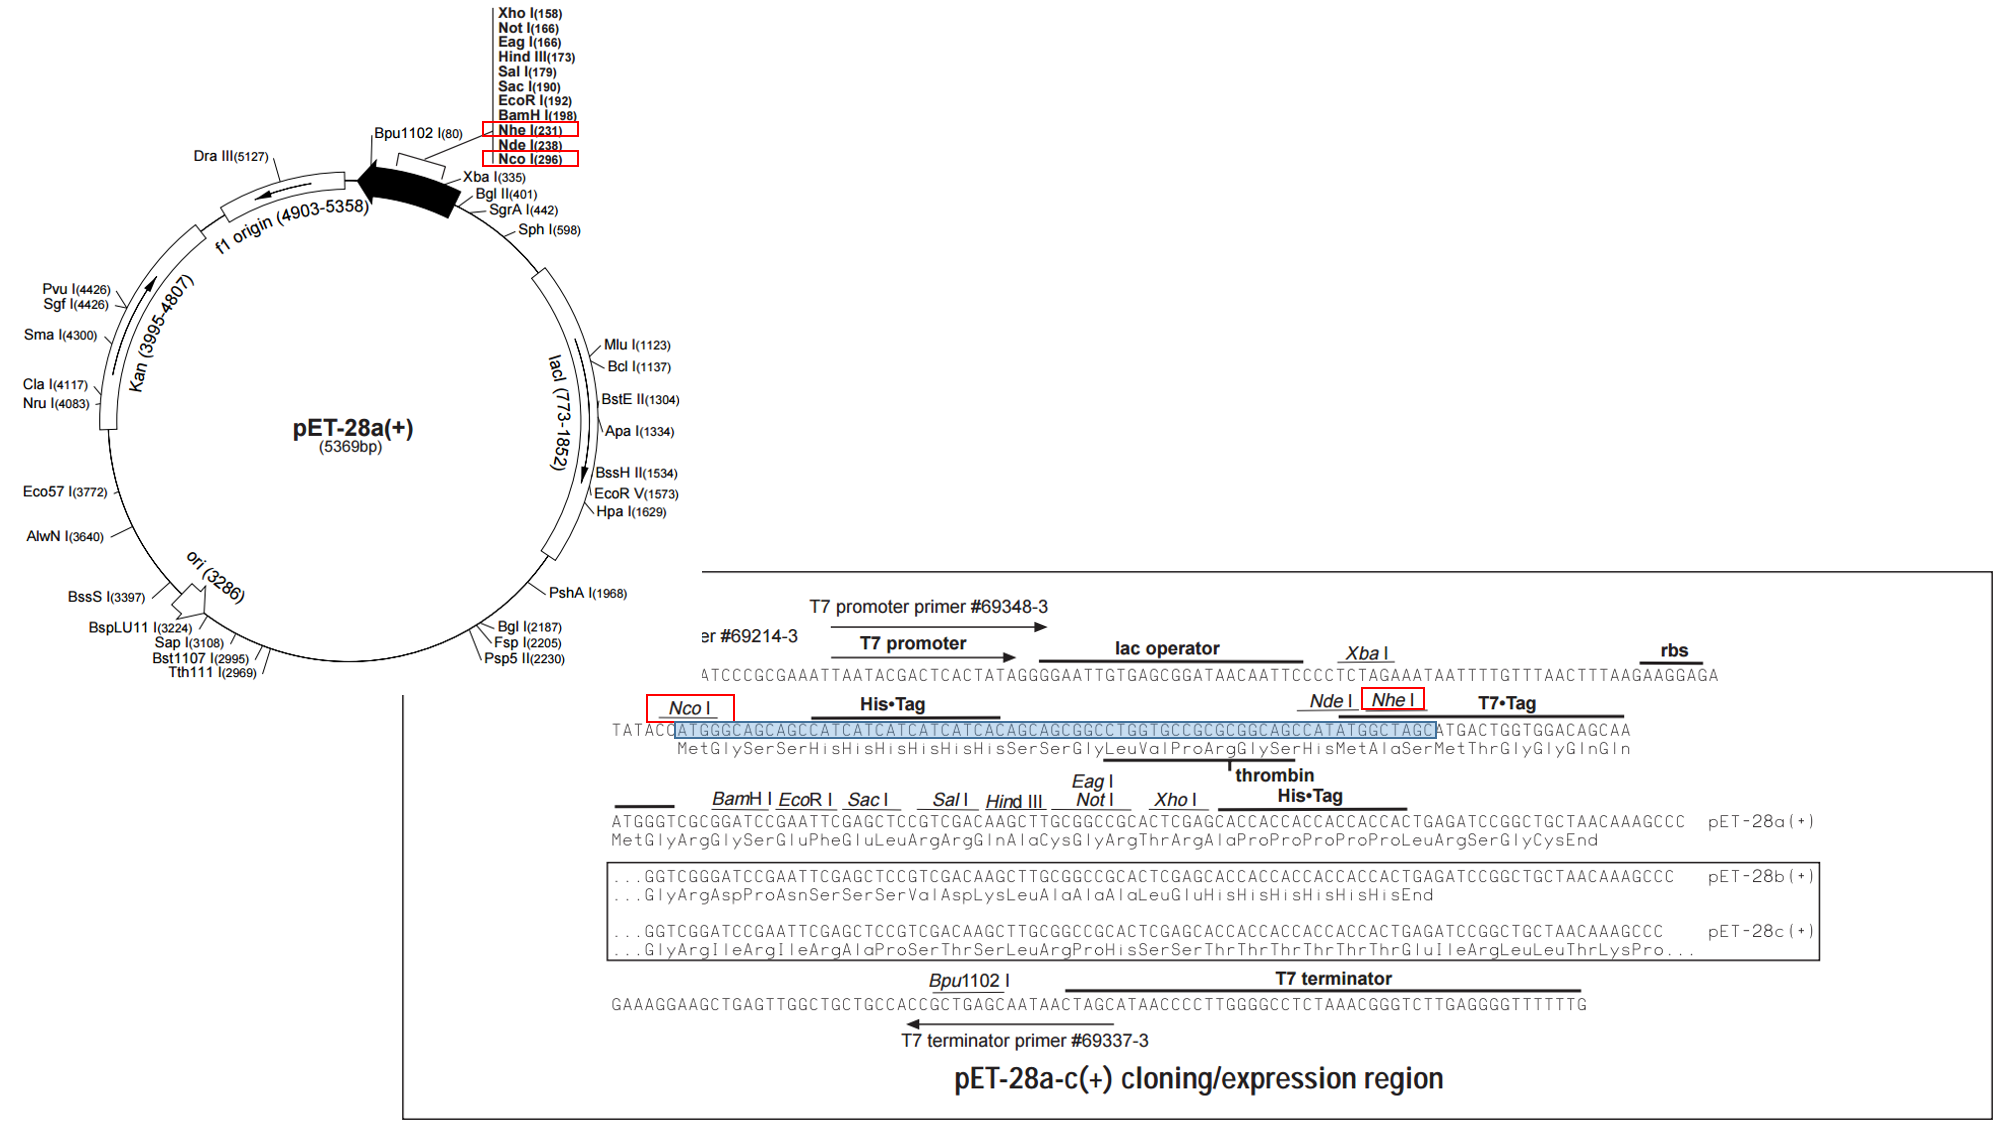 Xho I(158)
Not I(166)
Eag I(166)
Hind III(173)
Sal I(179)
Sac I(190)
EcoR I(192)
BamH I(198)
Nhe I(231)
Nde I(238)
Nco I(296)
Bpu1102 I(80)
Dra III(5127)
Xba I(335)
Bgl II(401)
SgrA I(442)
Sph I(598)
f1 origin (4903-5358)
Pvu I(4426)
Sgf I(4426)
Sma I(4300)
Kan (3995-4807)
Cla I(4117)
Nru I(4083)
Mlu I(1123)
Bcl I(1137)
BstE II(1304)
Apa I(1334)
lacI (773-1852)
pET-28a(+)
(5369bp)
BssH II(1534)
EcoR V(1573)
Hpa I(1629)
Eco57 I(3772)
AlwN I(3640)
ori (3286)
BssS I(3397)
PshA I(1968)
BspLU11 I(3224)
Sap I(3108)
Bst1107 I(2995)
Tth111 I(2969)
Bgl I(2187)
Fsp I(2205)
Psp5 II(2230)
T7 promoter primer #69348-3
er #69214-3
T7 promoter
lac operator
Xba I
rbs
ATCCCGCGAAATTAATACGACTCACTATAGGGGAATTGTGAGCGGATAACAATTCCCCTCTAGAAATAATTTTGTTTAACTTTAAGAAGGAGA
Nco I
His•Tag
Nde I
Nhe I
T7•Tag
TATACCATGGGCAGCAGCCATCATCATCATCATCACAGCAGCGGCCTGGTGCCGCGCGGCAGCCATATGGCTAGCATGACTGGTGGACAGCAA
MetGlySerSerHisHisHisHisHisHisSerSerGlyLeuValProArgGlySerHisMetAlaSerMetThrGlyGlyGlnGln
thrombin
Eag I
BamH I EcoR I Sac I Sal I Hind III Not I Xho I His•Tag
ATGGGTCGCGGATCCGAATTCGAGCTCCGTCGACAAGCTTGCGGCCGCACTCGAGCACCACCACCACCACCACTGAGATCCGGCTGCTAACAAAGCCC pET-28a(+)
MetGlyArgGlySerGluPheGluLeuArgArgGlnAlaCysGlyArgThrArgAlaProProProProProLeuArgSerGlyCysEnd
...GGTCGGGATCCGAATTCGAGCTCCGTCGACAAGCTTGCGGCCGCACTCGAGCACCACCACCACCACCACTGAGATCCGGCTGCTAACAAAGCCC pET-28b(+)
...GlyArgAspProAsnSerSerSerValAspLysLeuAlaAlaAlaLeuGluHisHisHisHisHisHisEnd
...GGTCGGATCCGAATTCGAGCTCCGTCGACAAGCTTGCGGCCGCACTCGAGCACCACCACCACCACCACTGAGATCCGGCTGCTAACAAAGCCC pET-28c(+)
...GlyArgIleArgIleArgAlaProSerThrSerLeuArgProHisSerSerThrThrThrThrThrThrGluIleArgLeuLeuThrLysPro...
Bpu1102 I
T7 terminator
GAAAGGAAGCTGAGTTGGCTGCTGCCACCGCTGAGCAATAACTAGCATAACCCCTTGGGGCCTCTAAACGGGTCTTGAGGGGTTTTTTG
T7 terminator primer #69337-3
pET-28a-c(+) cloning/expression region